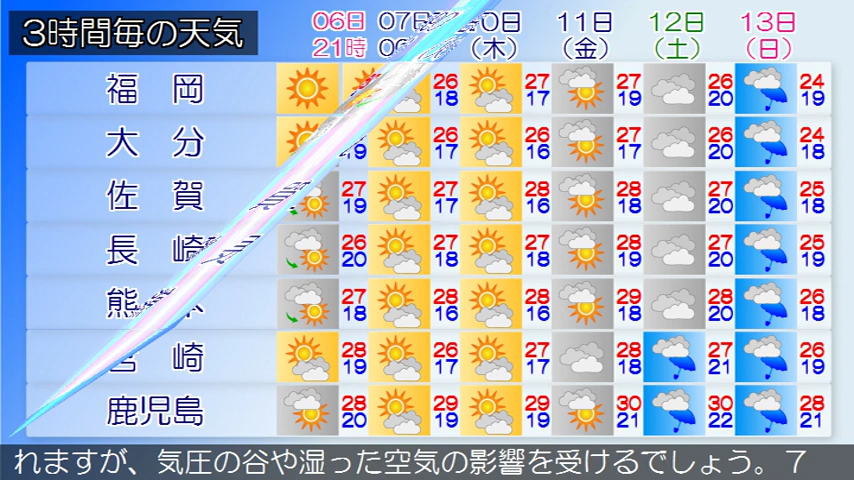 3時間毎の天気
06日 07 0日 11日 12日 13日
21時 06 (木) (金) (土) (日)
福岡 26 27 27 26 24
18 17 19 20 19
大分 26 26 27 26 24
19 17 16 17 20 18
佐賀 27 27 28 28 27 25
19 17 16 18 20 18
長崎 26 27 27 28 27 25
20 18 18 19 20 19
熊 27 28 28 29 28 26
18 16 16 18 20 18
宮崎 28 26 27 28 27 26
19 17 17 18 21 19
鹿児島 28 29 29 30 30 28
20 19 19 21 22 21
れますが、気圧の谷や湿った空気の影響を受けるでしょう。7